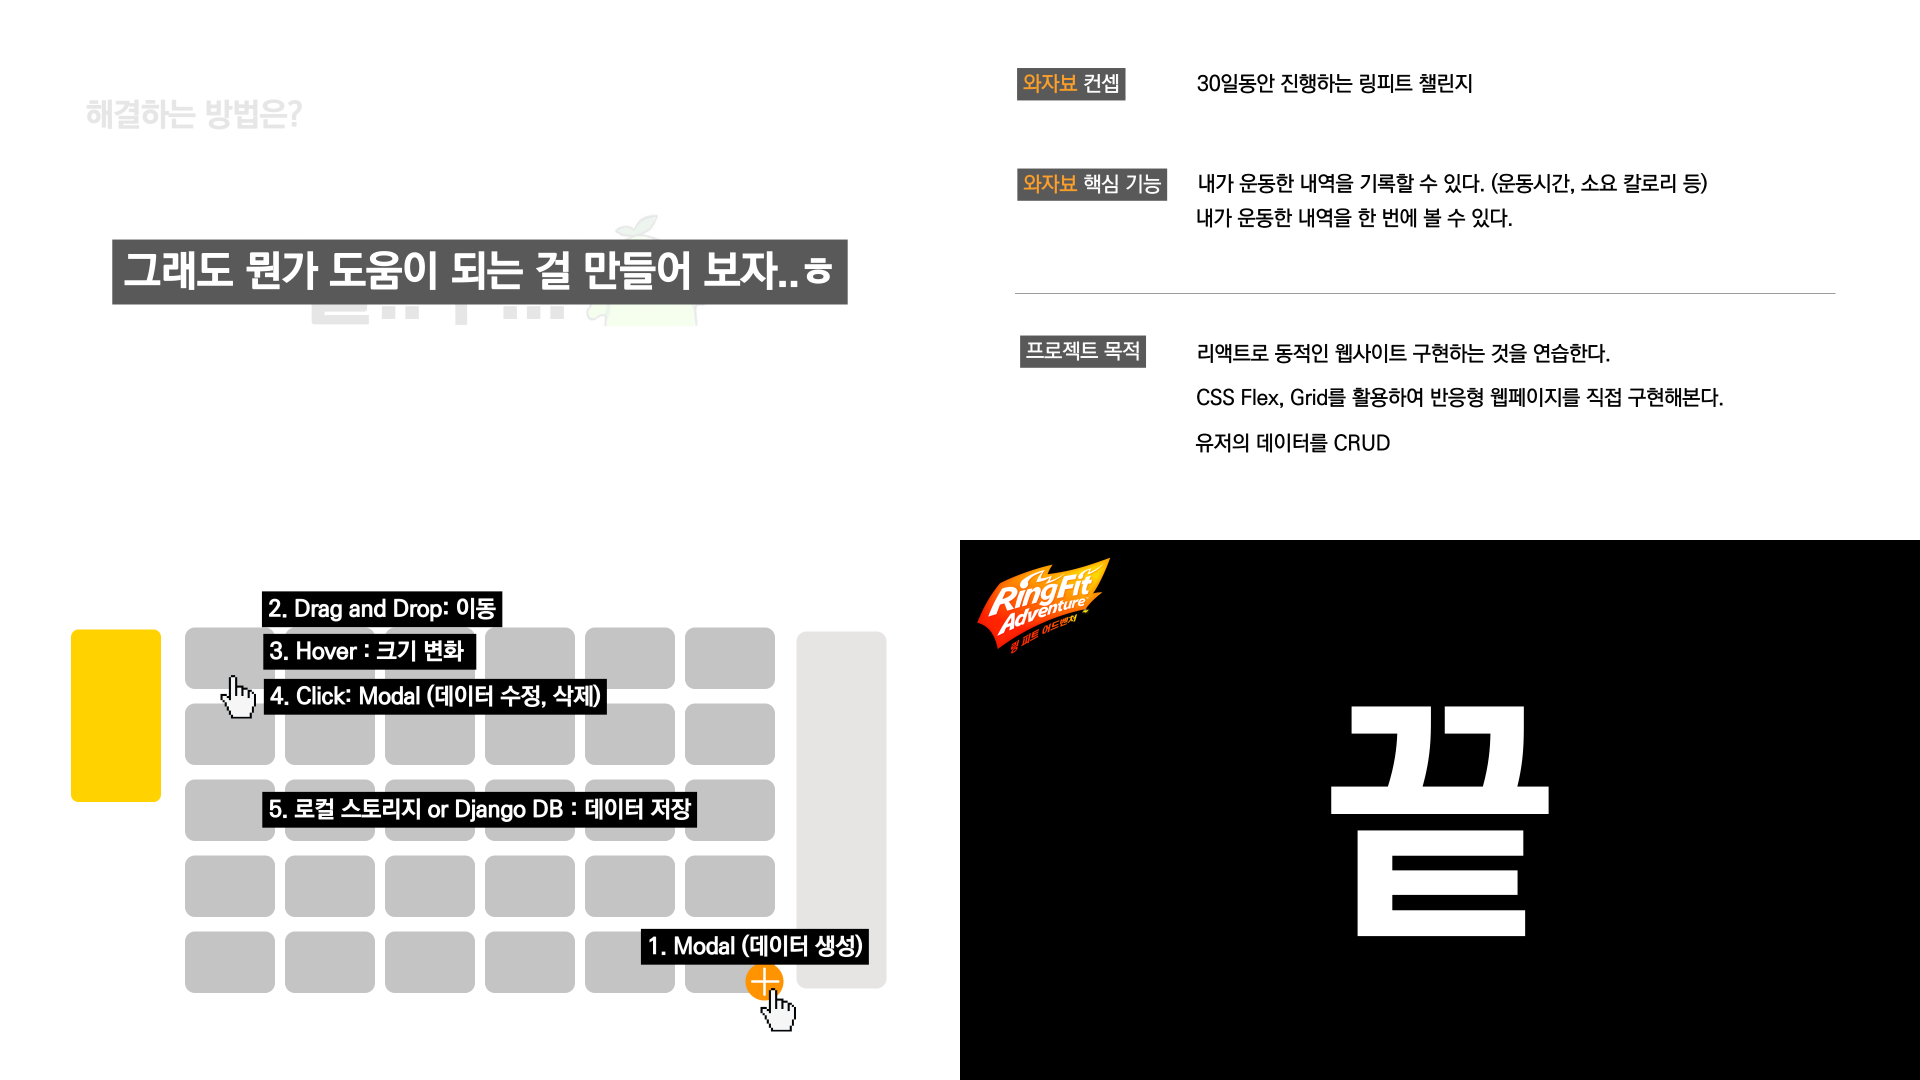 해결하는 방법은?
그래도 뭔가 도움이 되는 걸 만들어 보자..ㅎ
와자뵤 컨셉
30일동안 진행하는 링피트 챌린지
와자뵤 핵심 기능
내가 운동한 내역을 기록할 수 있다. (운동시간, 소요 칼로리 등)
내가 운동한 내역을 한 번에 볼 수 있다.
프로젝트 목적
리액트로 동적인 웹사이트 구현하는 것을 연습한다.
CSS Flex, Grid를 활용하여 반응형 웹페이지를 직접 구현해본다.
유저의 데이터를 CRUD
2. Drag and Drop: 이동
3. Hover : 크기 변화
4. Click: Modal (데이터 수정, 삭제)
5. 로컬 스토리지 or Django DB : 데이터 저장
1. Modal (데이터 생성)
RingFit
Adventure
링 피트 어드벤처
끝